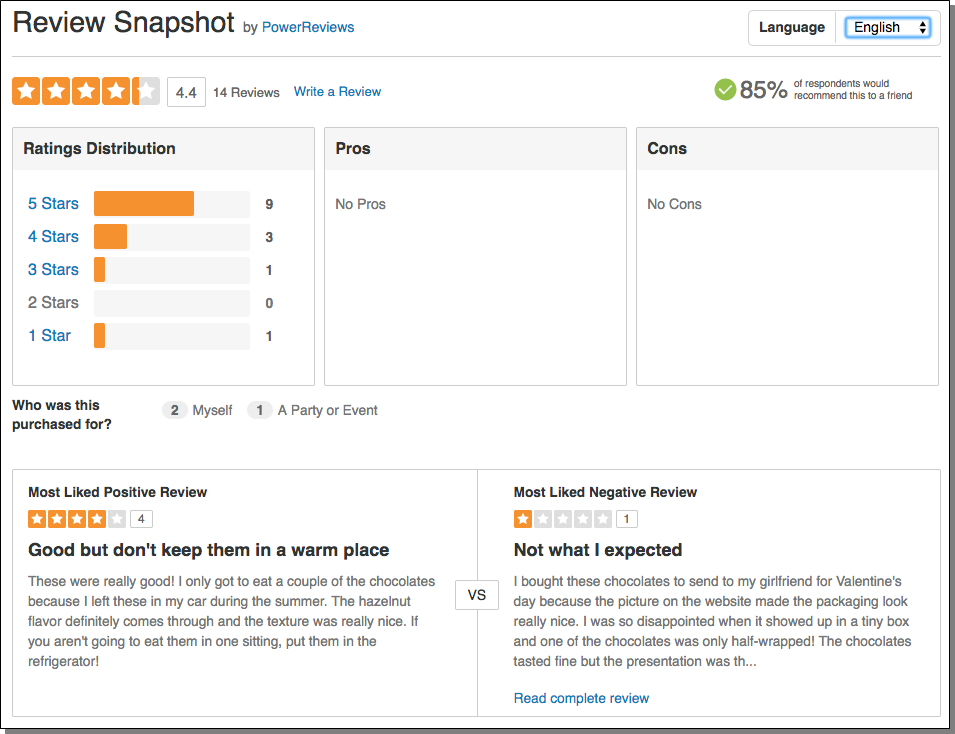 Review Snapshot by PowerReviews
Language English
4.4 14 Reviews Write a Review
85% of respondents would
recommend this to a friend
Ratings Distribution
5 Stars 9
4 Stars 3
3 Stars 1
2 Stars 0
1 Star 1
Pros
No Pros
Cons
No Cons
Who was this
purchased for?
2 Myself 1 A Party or Event
Most Liked Positive Review
4
Good but don't keep them in a warm place
These were really good! I only got to eat a couple of the chocolates
because I left these in my car during the summer. The hazelnut
flavor definitely comes through and the texture was really nice. If
you aren't going to eat them in one sitting, put them in the
refrigerator!
VS
Most Liked Negative Review
1
Not what I expected
I bought these chocolates to send to my girlfriend for Valentine's
day because the picture on the website made the packaging look
really nice. I was so disappointed when it showed up in a tiny box
and one of the chocolates was only half-wrapped! The chocolates
tasted fine but the presentation was th...
Read complete review